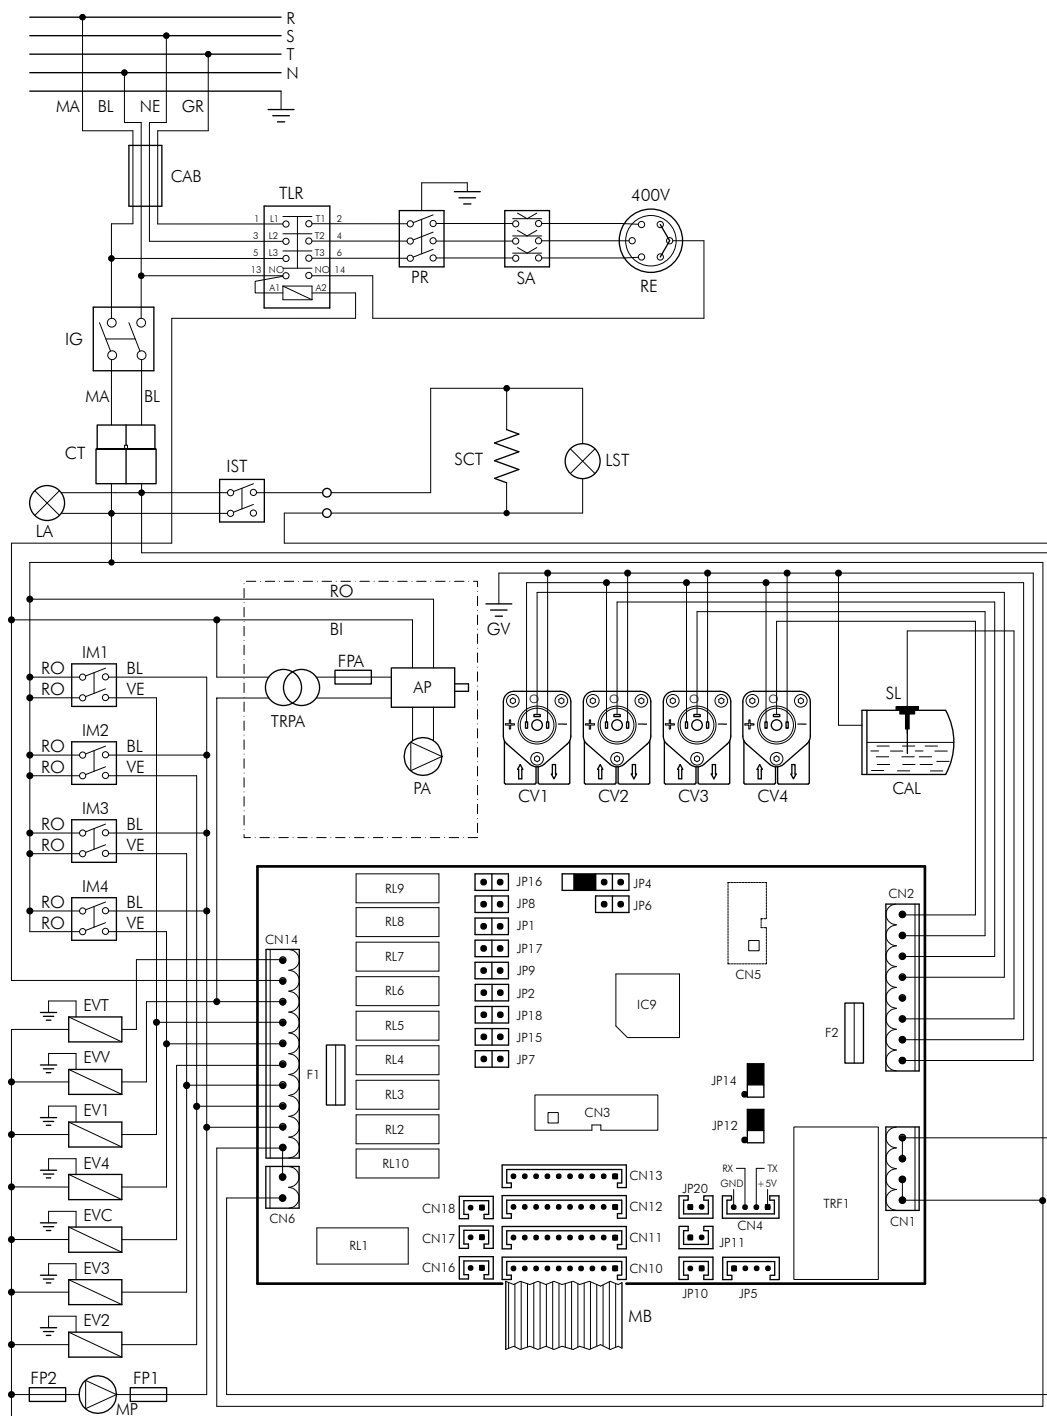 R
S
T
N
MA BL NE GR
CAB
TLR
400V
1 L1 T1 2
3 L2 T2 4
5 L3 T3 6
13 NO NO 14
A1 A2
PR
SA
RE
IG
MA BL
CT
IST
SCT
LST
LA
RO
BI
GV
FPA
AP
TRPA
PA
IM1
RO BL
RO VE
IM2
RO BL
RO VE
IM3
RO BL
RO VE
IM4
RO BL
RO VE
SL
CAL
+ −
+ −
+ −
+ −
CV1 CV2 CV3 CV4
RL9
RL8
RL7
RL6
RL5
RL4
RL3
RL2
RL10
RL1
JP16
JP8
JP1
JP17
JP9
JP2
JP18
JP15
JP7
JP4
JP6
CN5
CN2
CN14
IC9
F2
F1
JP14
JP12
CN3
CN13
CN12
CN11
CN10
CN18
CN17
CN16
JP20
JP11
JP10
JP5
RX TX
GND +5V
CN4
TRF1
CN1
CN6
MB
EVT
EVV
EV1
EV4
EVC
EV3
EV2
FP2 FP1
MP